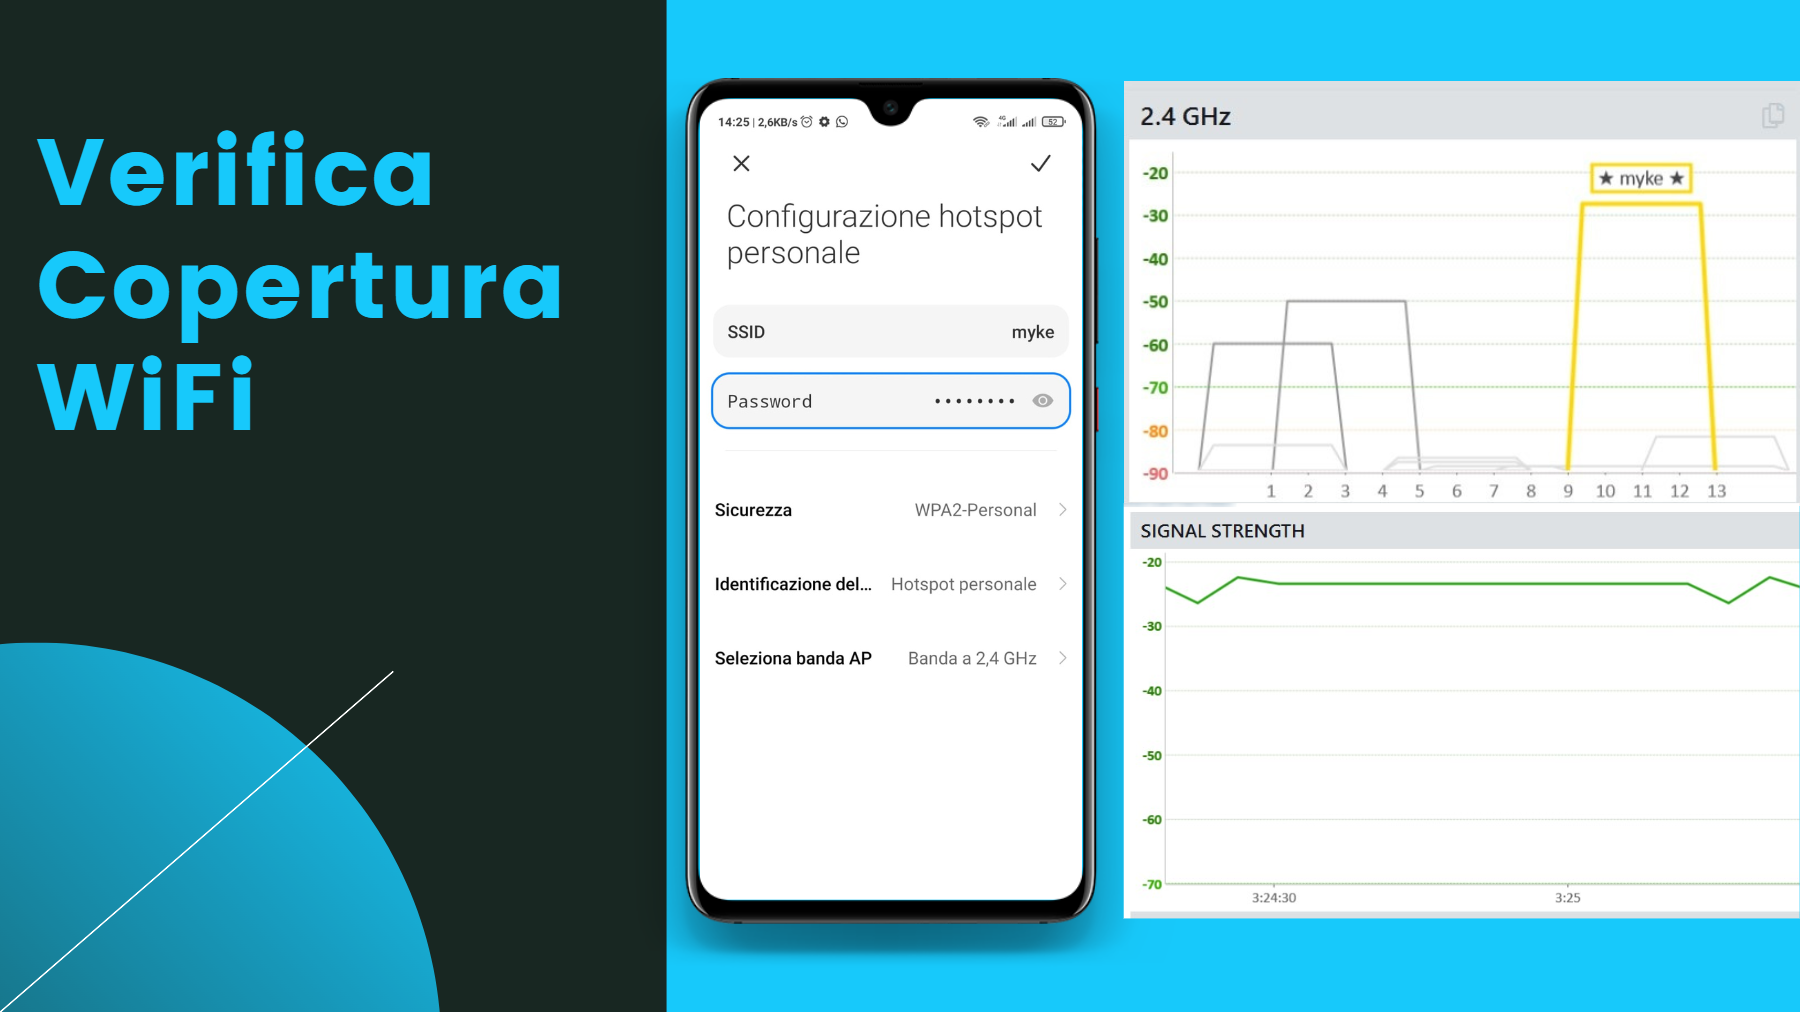 Verifica
Copertura
WiFi
14:25 | 2,6KB/s
4G
52
Configurazione hotspot
personale
SSID myke
Password ••••••••
Sicurezza WPA2-Personal
Identificazione del... Hotspot personale
Seleziona banda AP Banda a 2,4 GHz
2.4 GHz
★ myke ★
-20
-30
-40
-50
-60
-70
-80
-90
1 2 3 4 5 6 7 8 9 10 11 12 13
SIGNAL STRENGTH
-20
-30
-40
-50
-60
-70
3:24:30 3:25